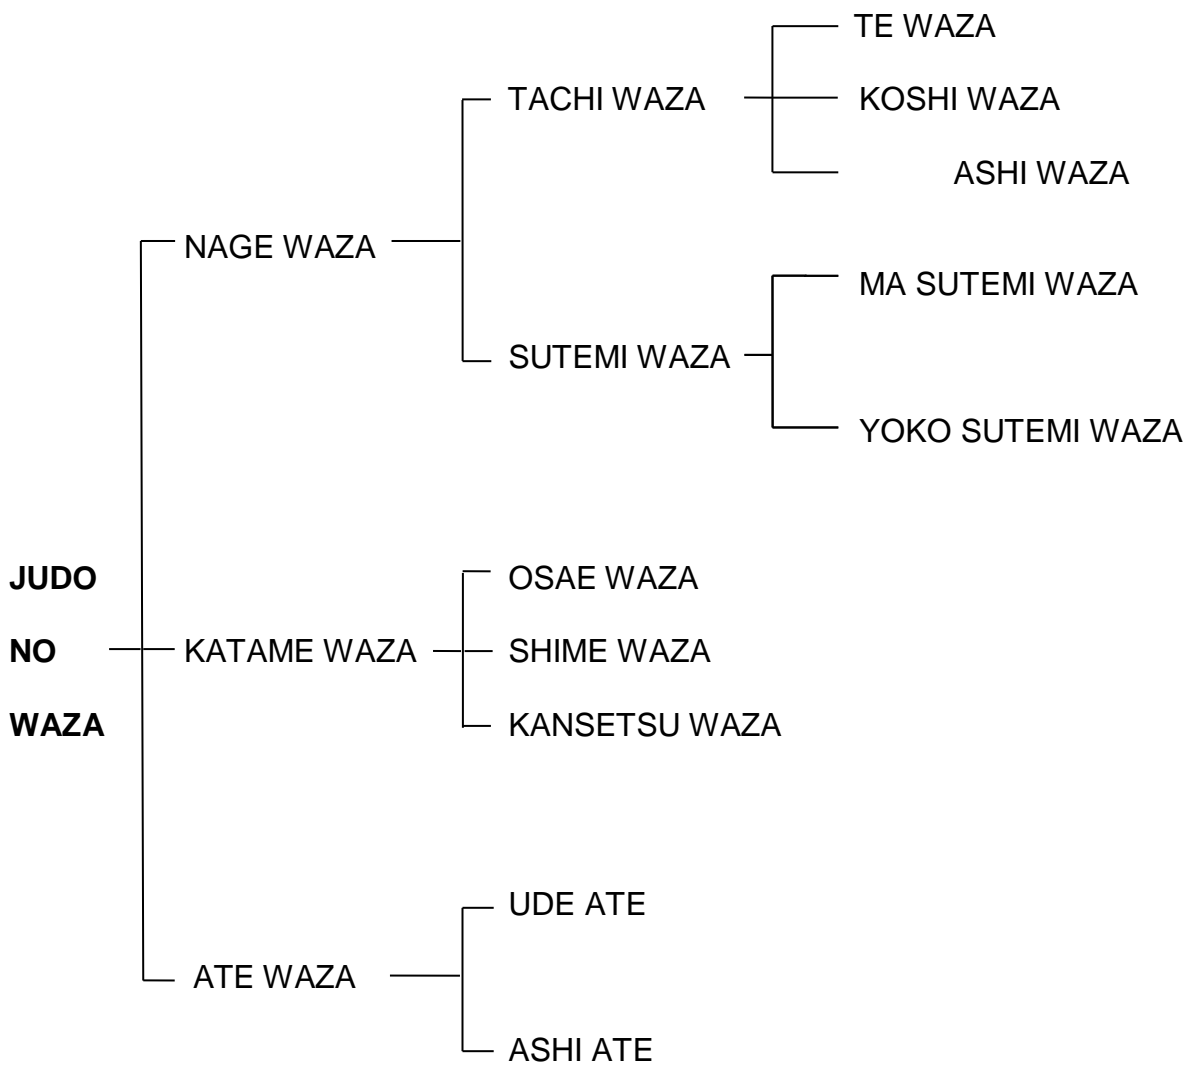 TE WAZA
TACHI WAZA
KOSHI WAZA
ASHI WAZA
NAGE WAZA
MA SUTEMI WAZA
SUTEMI WAZA
YOKO SUTEMI WAZA
JUDO
NO
WAZA
OSAE WAZA
KATAME WAZA
SHIME WAZA
KANSETSU WAZA
UDE ATE
ATE WAZA
ASHI ATE